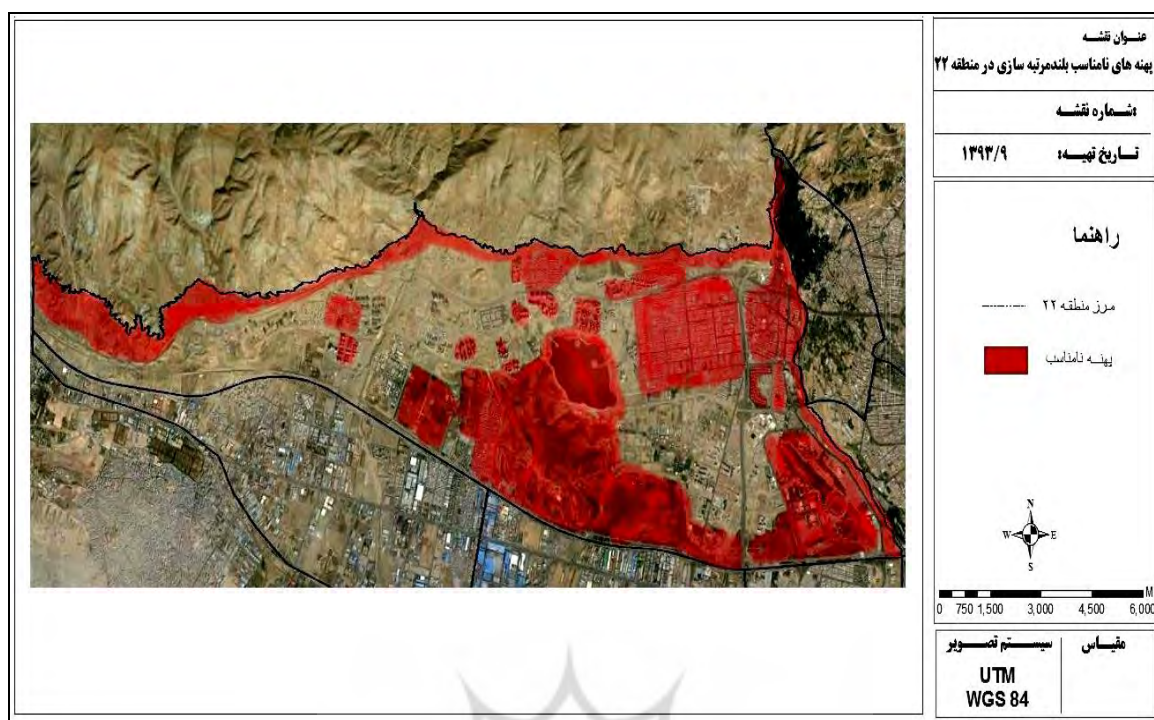 عنوان نقشه
پهنه های نامناسب بلندمرتبه سازی در منطقه ۲۲
شماره نقشه:
تاریخ تهیه: ۱۳۹۳/۹
راهنما
مرز منطقه ۲۲
پهنه نامناسب
N
W E
S
M
0 750 1,500 3,000 4,500 6,000
مقیاس
سیستم تصویر
UTM
WGS 84